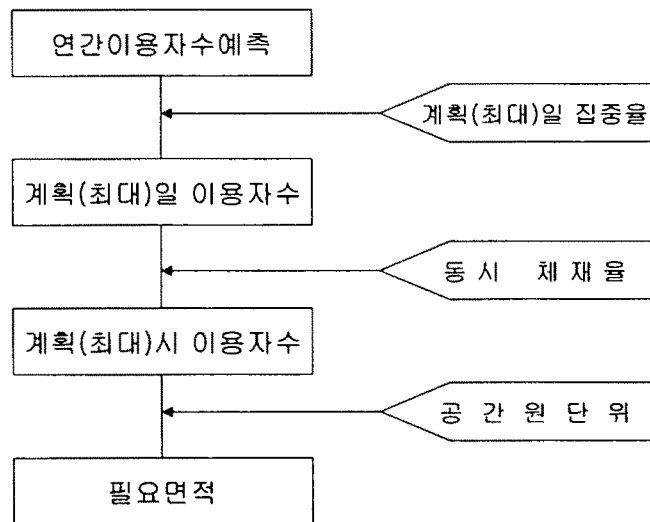 연간이용자수예측
계획(최대)일 집중율
계획(최대)일 이용자수
동시 체재율
계획(최대)시 이용자수
공간원단위
필요면적